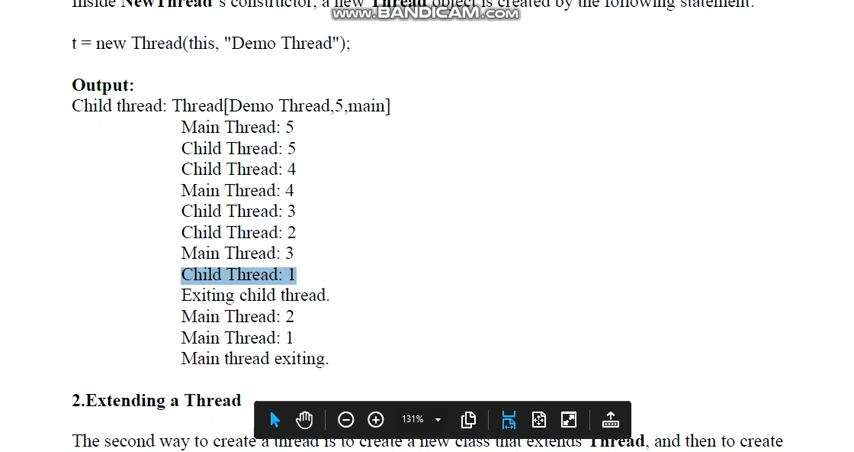 Inside NewThread's constructor, a new Thread object is created by the following statement:
www.BANDICAM.com
t = new Thread(this, "Demo Thread");
Output:
Child thread: Thread[Demo Thread,5,main]
Main Thread: 5
Child Thread: 5
Child Thread: 4
Main Thread: 4
Child Thread: 3
Child Thread: 2
Main Thread: 3
Child Thread: 1
Exiting child thread.
Main Thread: 2
Main Thread: 1
Main thread exiting.
2.Extending a Thread
131%
The second way to create a thread is to create a new class that extends Thread, and then to create